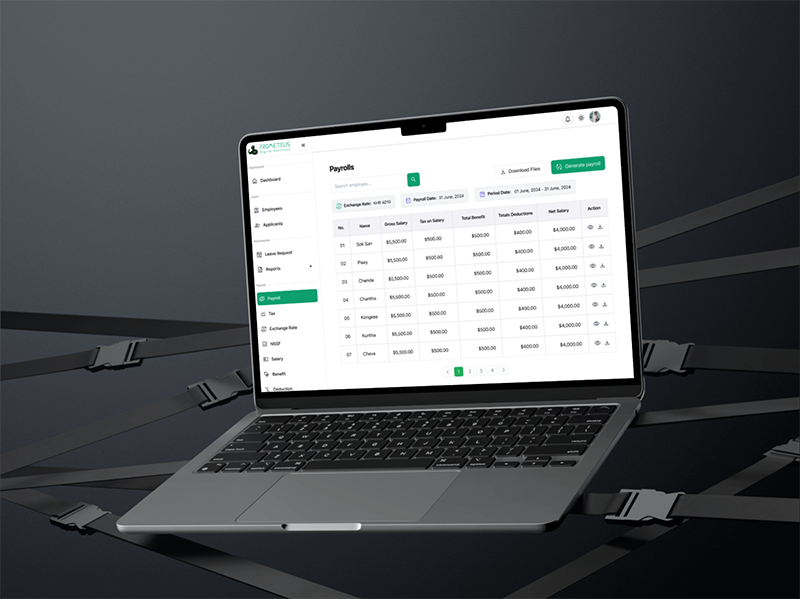 PROMETEUS
Digital Solutions
Dashboard
Dashboard
Employees
Applicants
Leave Request
Reports
Payroll
Payroll
Tax
Exchange Rate
NSSF
Salary
Benefit
Deduction
Payrolls
Search employee...
Download Files
Generate payroll
Exchange Rate: KHR 4210
Payroll Date: 31 June, 2024
Period Date: 01 June, 2024 - 31 June, 2024
No. Name Gross Salary Tax on Salary Total Benefit Totals Deductions Net Salary Action
01 Sok San $5,500.00 $500.00 $500.00 $400.00 $4,000.00
02 Pisey $5,500.00 $500.00 $500.00 $400.00 $4,000.00
03 Chenda $5,500.00 $500.00 $500.00 $400.00 $4,000.00
04 Chantha $5,500.00 $500.00 $500.00 $400.00 $4,000.00
05 Kongkea $5,500.00 $500.00 $500.00 $400.00 $4,000.00
06 Kuntha $5,500.00 $500.00 $500.00 $400.00 $4,000.00
07 Cheva $5,500.00 $500.00 $500.00 $400.00 $4,000.00
1 2 3 4